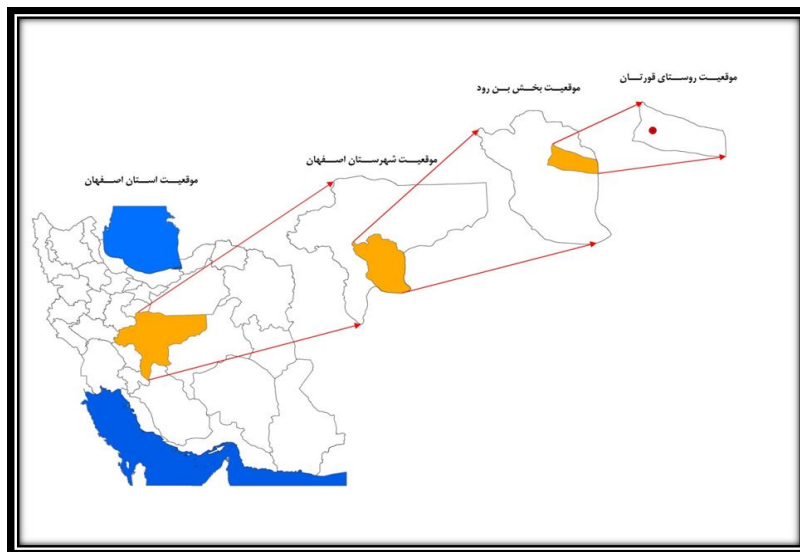 موقعیت روستای قورتان
موقعیت بخش بن رود
موقعیت شهرستان اصفهان
موقعیت استان اصفهان